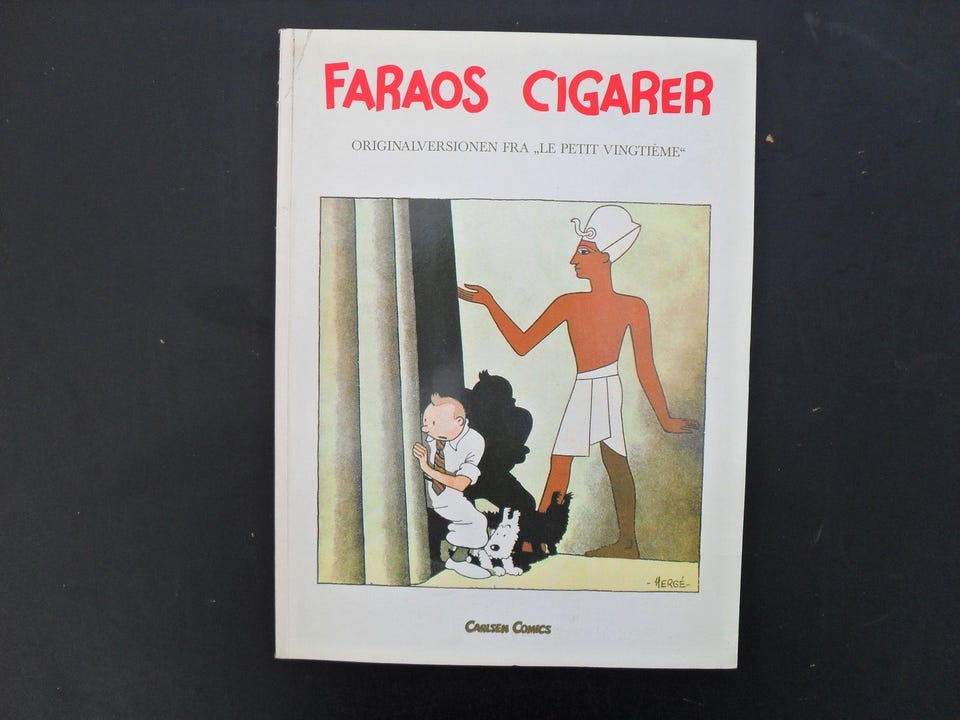 FARAOS CIGARER
ORIGINALVERSIONEN FRA „LE PETIT VINGTIÈME“
- HERGÉ -
CARLSEN COMICS